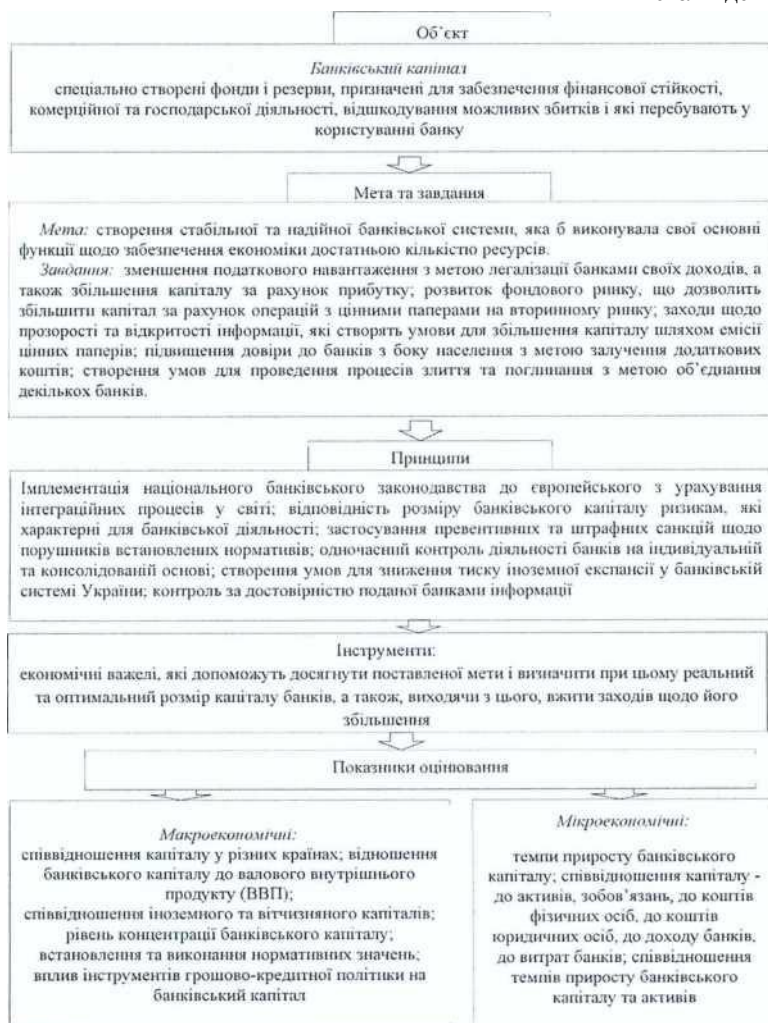 Об'єкт
Банківський капітал
спеціально створені фонди і резерви, призначені для забезпечення фінансової стійкості,
комерційної та господарської діяльності, відшкодування можливих збитків і які перебувають у
користуванні банку
Мета та завдання
Мета: створення стабільної та надійної банківської системи, яка б виконувала свої основні
функції щодо забезпечення економіки достатньою кількістю ресурсів.
Завдання: зменшення податкового навантаження з метою легалізації банками своїх доходів, а
також збільшення капіталу за рахунок прибутку; розвиток фондового ринку, що дозволить
збільшити капітал за рахунок операцій з цінними паперами на вторинному ринку; заходи щодо
прозорості та відкритості інформації, які створять умови для збільшення капіталу шляхом емісії
цінних паперів; підвищення довіри до банків з боку населення з метою залучення додаткових
коштів; створення умов для проведення процесів злиття та поглинання з метою об'єднання
декількох банків.
Принципи
Імплементація національного банківського законодавства до європейського з урахування
інтеграційних процесів у світі; відповідність розміру банківського капіталу ризикам, які
характерні для банківської діяльності; застосування превентивних та штрафних санкцій щодо
порушників встановлених нормативів; одночасний контроль діяльності банків на індивідуальній
та консолідованій основі; створення умов для зниження тиску іноземної експансії у банківській
системі України; контроль за достовірністю поданої банками інформації
Інструменти:
економічні важелі, які допоможуть досягнути поставленої мети і визначити при цьому реальний
та оптимальний розмір капіталу банків, а також, виходячи з цього, вжити заходів щодо його
збільшення
Показники оцінювання
Макроекономічні:
співвідношення капіталу у різних країнах; відношення
банківського капіталу до валового внутрішнього
продукту (ВВП);
співвідношення іноземного та вітчизняного капіталів;
рівень концентрації банківського капіталу;
встановлення та виконання нормативних значень;
вплив інструментів грошово-кредитної політики на
банківський капітал
Мікроекономічні:
темпи приросту банківського
капіталу; співвідношення капіталу -
до активів, зобов'язань, до коштів
фізичних осіб, до коштів
юридичних осіб, до доходу банків,
до витрат банків; співвідношення
темпів приросту банківського
капіталу та активів